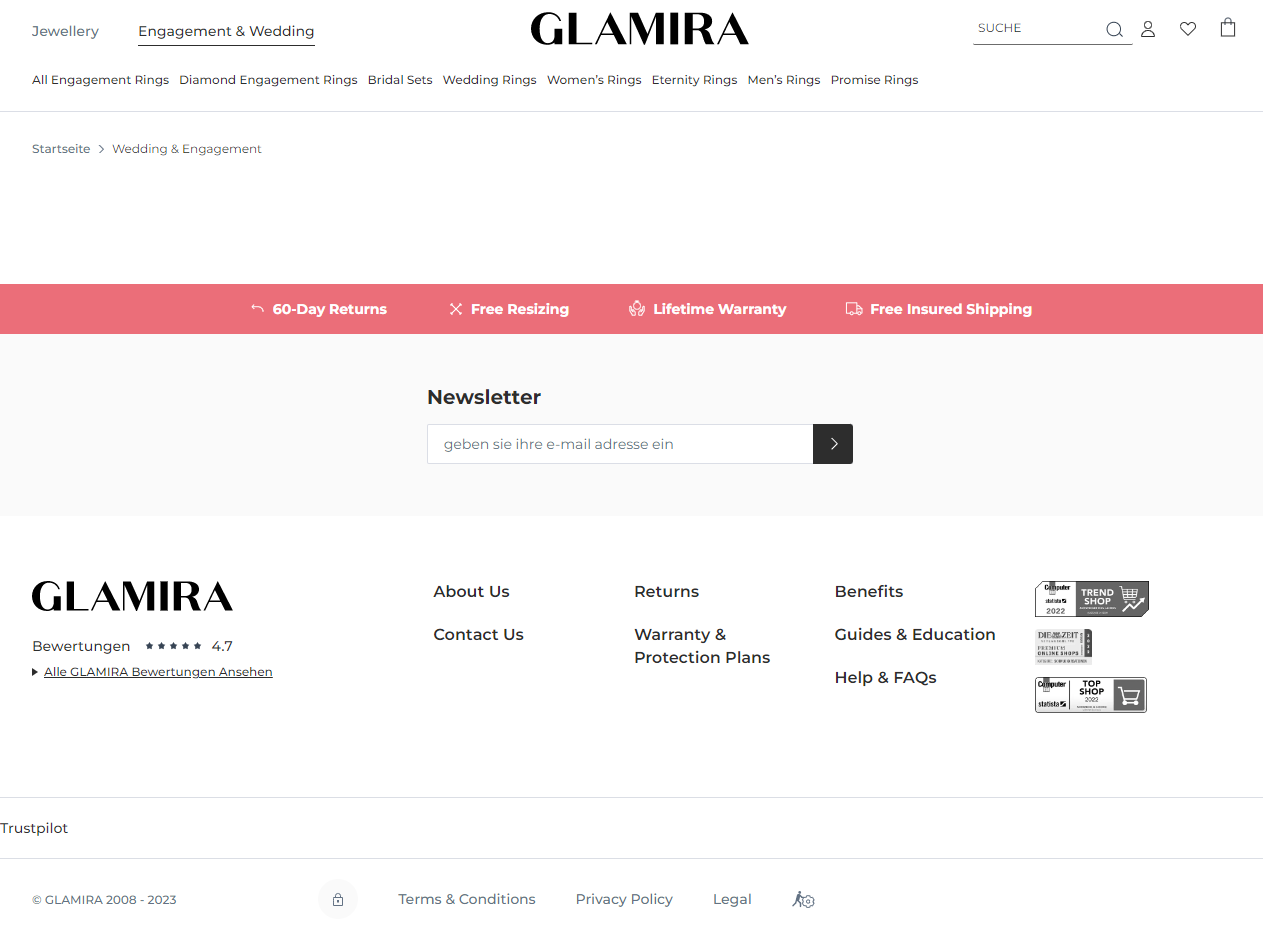 Jewellery
Engagement & Wedding
GLAMIRA
SUCHE
All Engagement Rings Diamond Engagement Rings Bridal Sets Wedding Rings Women's Rings Eternity Rings Men's Rings Promise Rings
Startseite Wedding & Engagement
60-Day Returns
Free Resizing
Lifetime Warranty
Free Insured Shipping
Newsletter
geben sie ihre e-mail adresse ein
GLAMIRA
Bewertungen 4.7
Alle GLAMIRA Bewertungen Ansehen
About Us
Contact Us
Returns
Warranty &
Protection Plans
Benefits
Guides & Education
Help & FAQs
Computer
statista
2022
TREND
SHOP
DIE ZEIT
PREMIUM
ONLINE SHOPS
2023
Computer
statista
TOP
SHOP
2022
Trustpilot
© GLAMIRA 2008 - 2023
Terms & Conditions
Privacy Policy
Legal